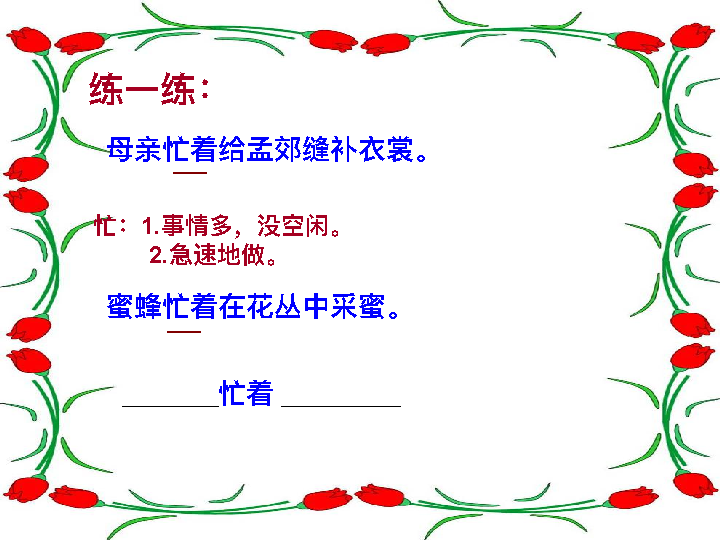 练一练：
母亲忙着给孟郊缝补衣裳。
忙：1.事情多，没空闲。
2.急速地做。
蜜蜂忙着在花丛中采蜜。
________忙着 __________